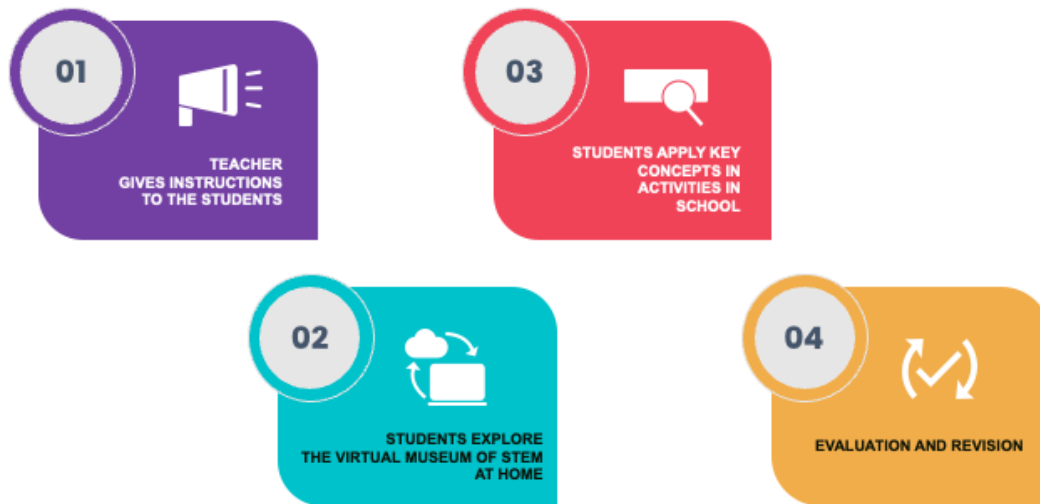 01
TEACHER
GIVES INSTRUCTIONS
TO THE STUDENTS
02
STUDENTS EXPLORE
THE VIRTUAL MUSEUM OF STEM
AT HOME
03
STUDENTS APPLY KEY
CONCEPTS IN
ACTIVITIES IN
SCHOOL
04
EVALUATION AND REVISION